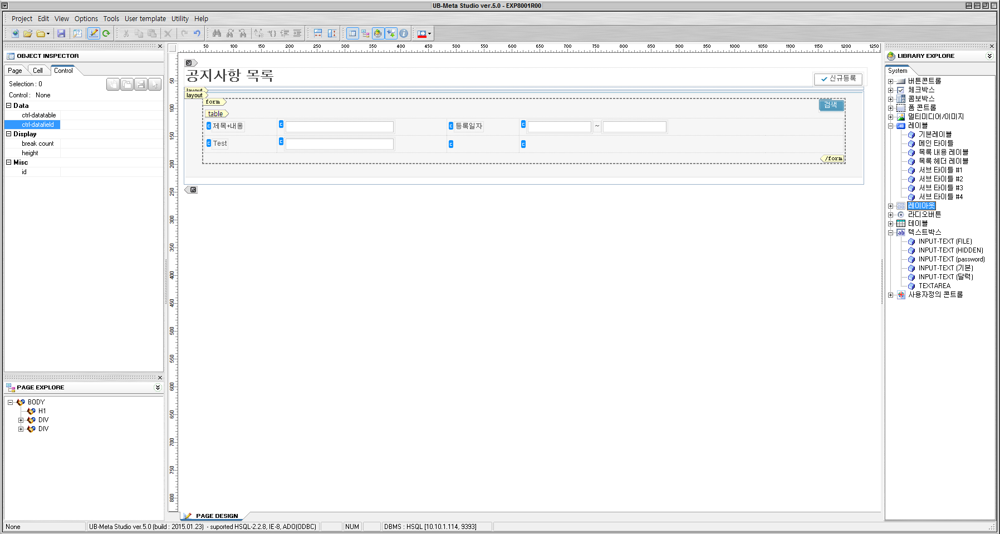 UB-Meta Studio ver.5.0 - EXP8001R00
Project Edit View Options Tools User template Utility Help
OBJECT INSPECTOR
Page Cell Control
Selection : 0
Control : None
Data
ctrl-datatable
ctrl-datafield
Display
break count
height
Misc
id
PAGE EXPLORE
BODY
H1
DIV
DIV
50 100 150 200 250 300 350 400 450 500 550 600 650 700 750 800 850 900 950 1000 1050 1100 1150 1200 1250
50
100
150
200
250
300
350
400
450
500
550
600
650
700
750
800
공지사항 목록
신규등록
layout
layout
form
검색
table
제목+내용
등록일자
~
Test
/form
PAGE DESIGN
LIBRARY EXPLORE
System
버튼콘트롤
체크박스
콤보박스
폼 콘트롤
멀티미디어/이미지
레이블
기본레이블
메인 타이틀
목록 내용 레이블
목록 헤더 레이블
서브 타이틀 #1
서브 타이틀 #2
서브 타이틀 #3
서브 타이틀 #4
레이아웃
라디오버튼
테이블
텍스트박스
INPUT-TEXT (FILE)
INPUT-TEXT (HIDDEN)
INPUT-TEXT (password)
INPUT-TEXT (기본)
INPUT-TEXT (달력)
TEXTAREA
사용자정의 콘트롤
None
UB-Meta Studio ver.5.0 (build : 2015.01.23) - suported HSQL-2.2.8, IE-8, ADO(ODBC)
NUM
DBMS : HSQL [10.10.1.114, 9393]